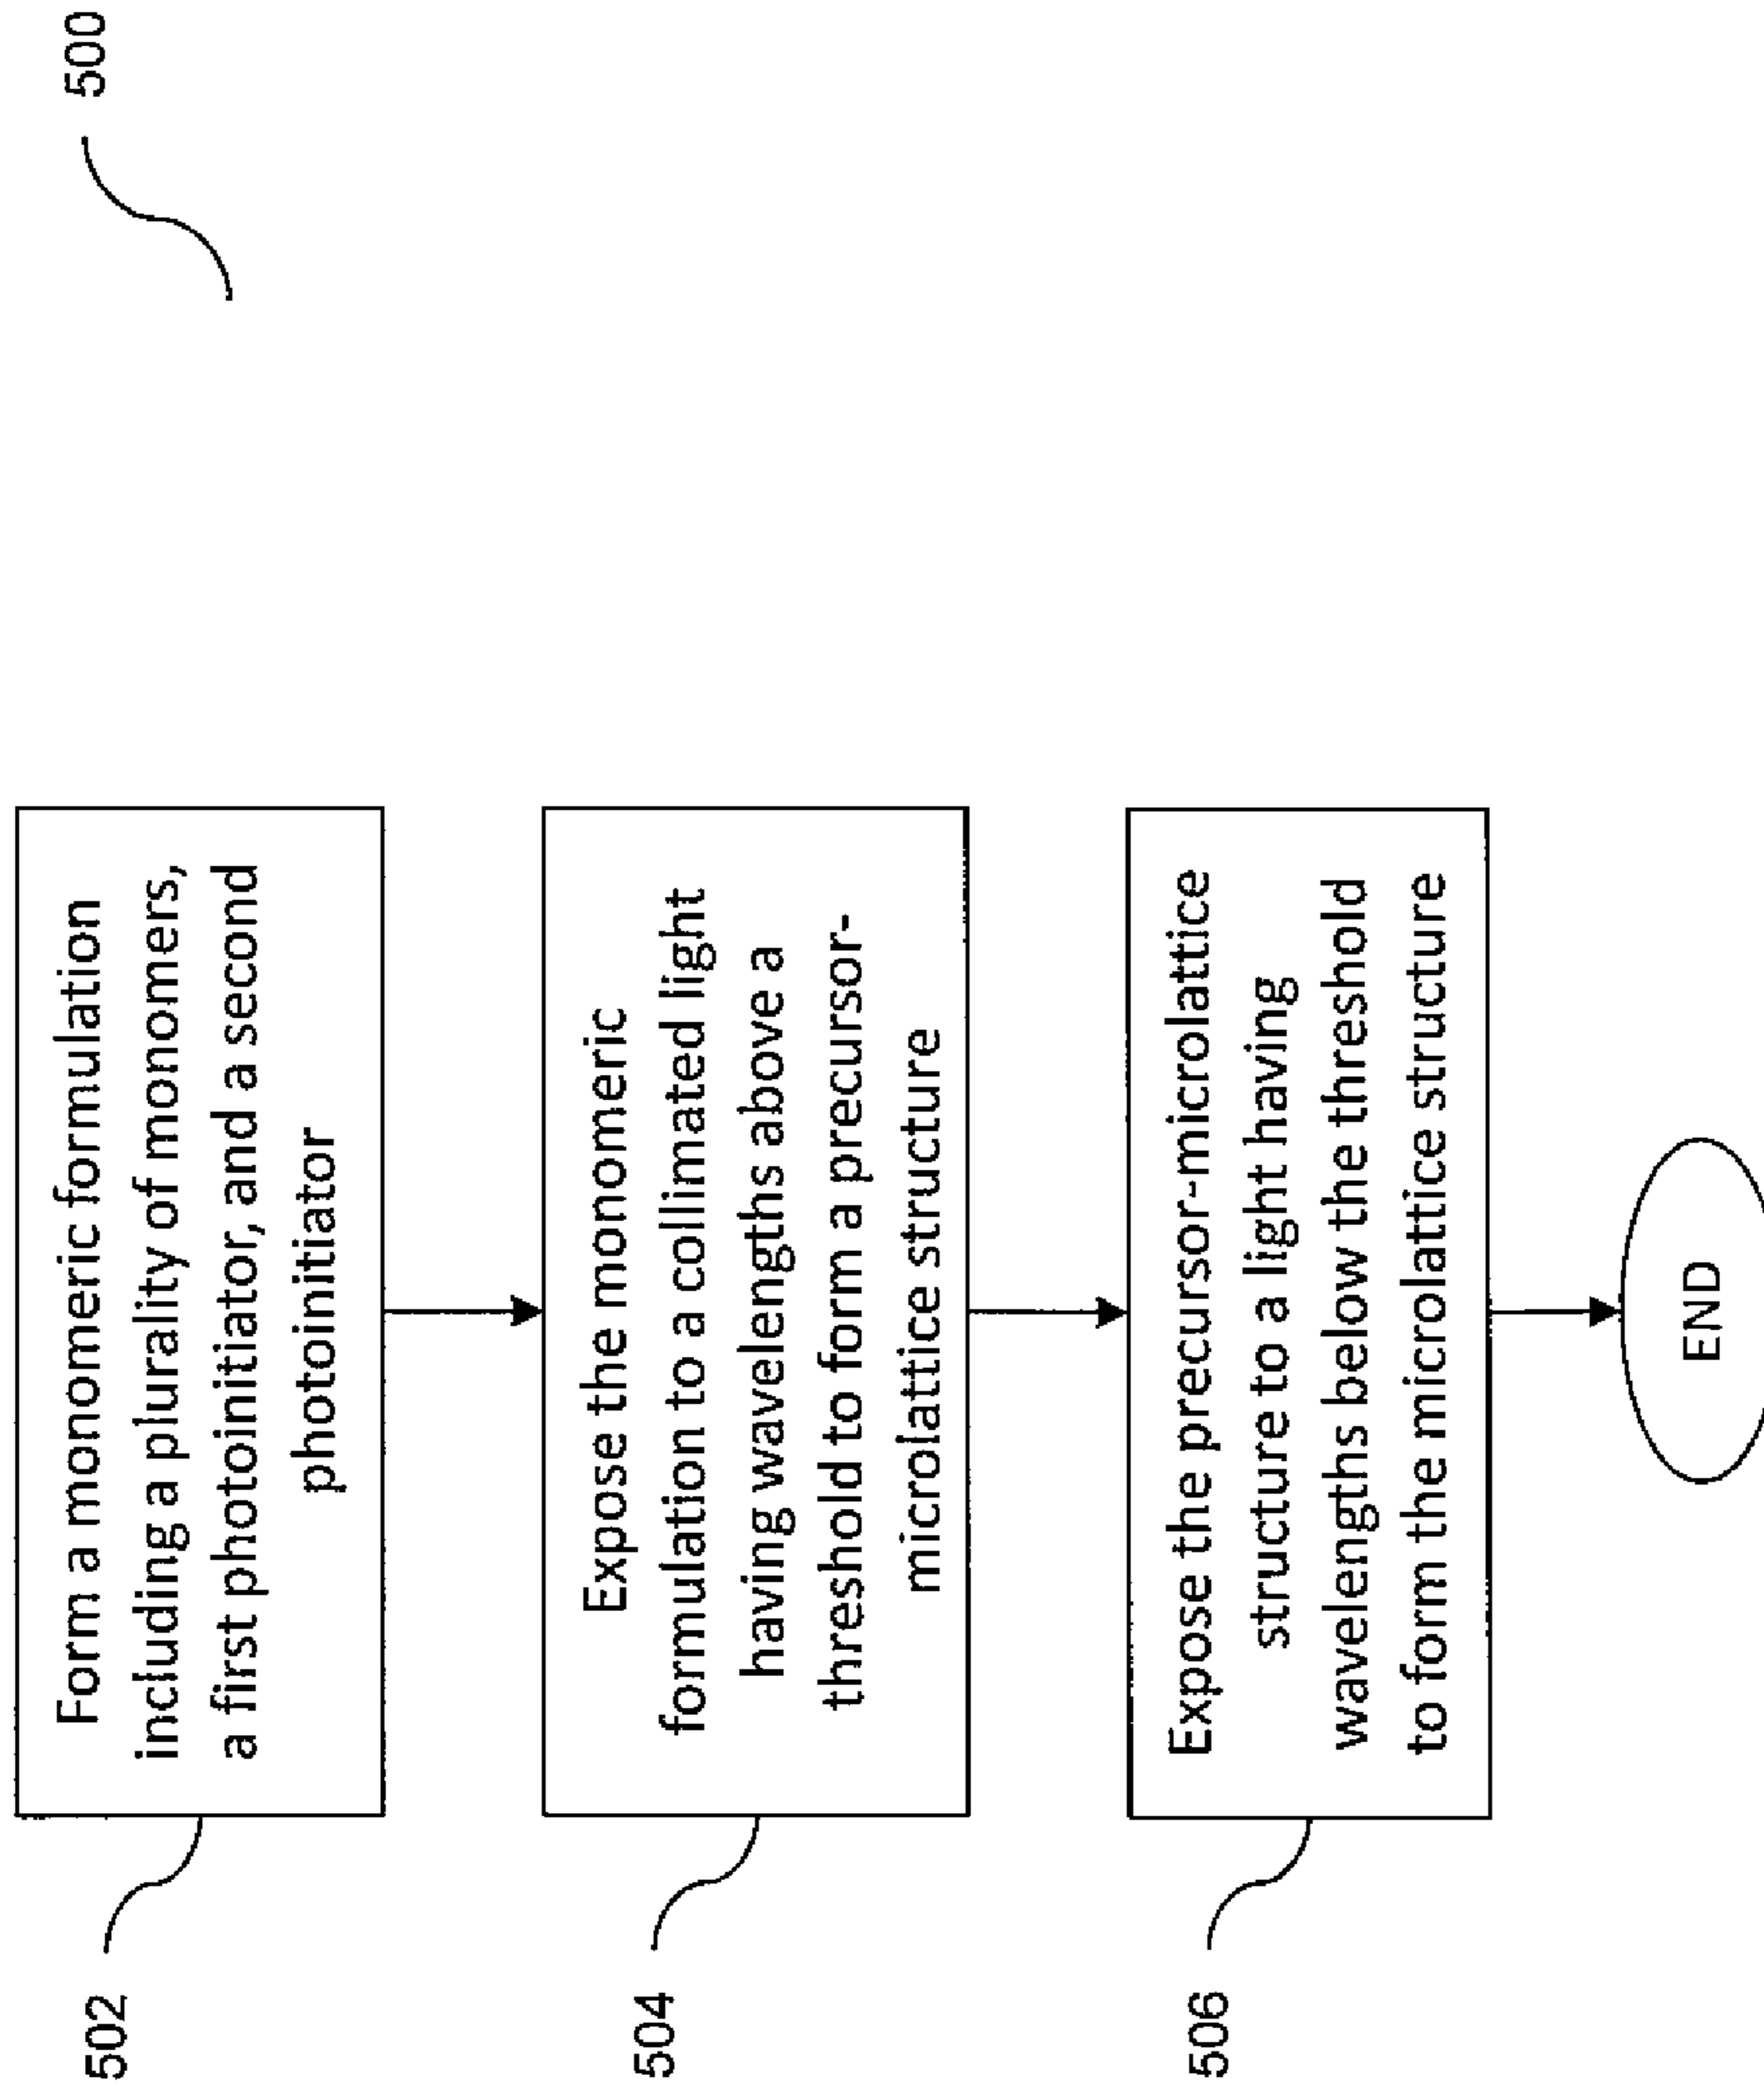 500
502
Form a monomeric formulation
including a plurality of monomers,
a first photoinitiator, and a second
photoinitiator
504
Expose the monomeric
formulation to a collimated light
having wavelengths above a
threshold to form a precursor-
microlattice structure
506
Expose the precursor-microlattice
structure to a light having
wavelengths below the threshold
to form the microlattice structure
END